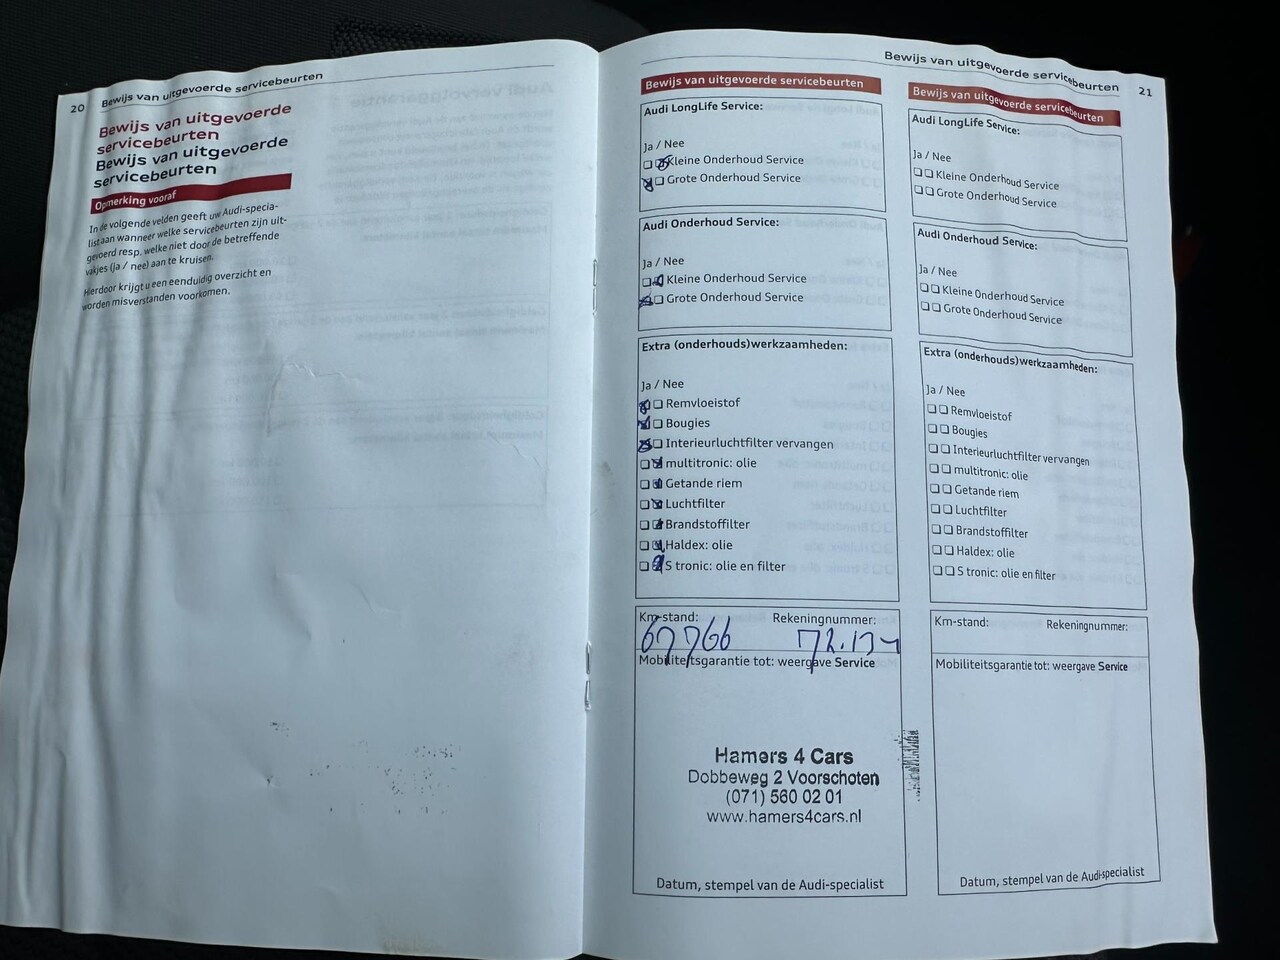 20 Bewijs van uitgevoerde servicebeurten
Bewijs van uitgevoerde
servicebeurten
Bewijs van uitgevoerde
servicebeurten
Opmerking vooraf
In de volgende velden geeft uw Audi-specia-
list aan wanneer welke servicebeurten zijn uit-
gevoerd resp. welke niet door de betreffende
vakjes (ja / nee) aan te kruisen.
Hierdoor krijgt u een eenduidig overzicht en
worden misverstanden voorkomen.
Bewijs van uitgevoerde servicebeurten 21
Bewijs van uitgevoerde servicebeurten
Audi LongLife Service:
Ja / Nee
Kleine Onderhoud Service
Grote Onderhoud Service
Audi Onderhoud Service:
Ja / Nee
Kleine Onderhoud Service
Grote Onderhoud Service
Extra (onderhouds)werkzaamheden:
Ja / Nee
Remvloeistof
Bougies
Interieurluchtfilter vervangen
multitronic: olie
Getande riem
Luchtfilter
Brandstoffilter
Haldex: olie
S tronic: olie en filter
Km-stand: Rekeningnummer:
Mobiliteitsgarantie tot: weergave Service
Hamers 4 Cars
Dobbeweg 2 Voorschoten
(071) 560 02 01
www.hamers4cars.nl
Datum, stempel van de Audi-specialist
Bewijs van uitgevoerde servicebeurten
Audi LongLife Service:
Ja / Nee
Kleine Onderhoud Service
Grote Onderhoud Service
Audi Onderhoud Service:
Ja / Nee
Kleine Onderhoud Service
Grote Onderhoud Service
Extra (onderhouds)werkzaamheden:
Ja / Nee
Remvloeistof
Bougies
Interieurluchtfilter vervangen
multitronic: olie
Getande riem
Luchtfilter
Brandstoffilter
Haldex: olie
S tronic: olie en filter
Km-stand: Rekeningnummer:
Mobiliteitsgarantie tot: weergave Service
Datum, stempel van de Audi-specialist